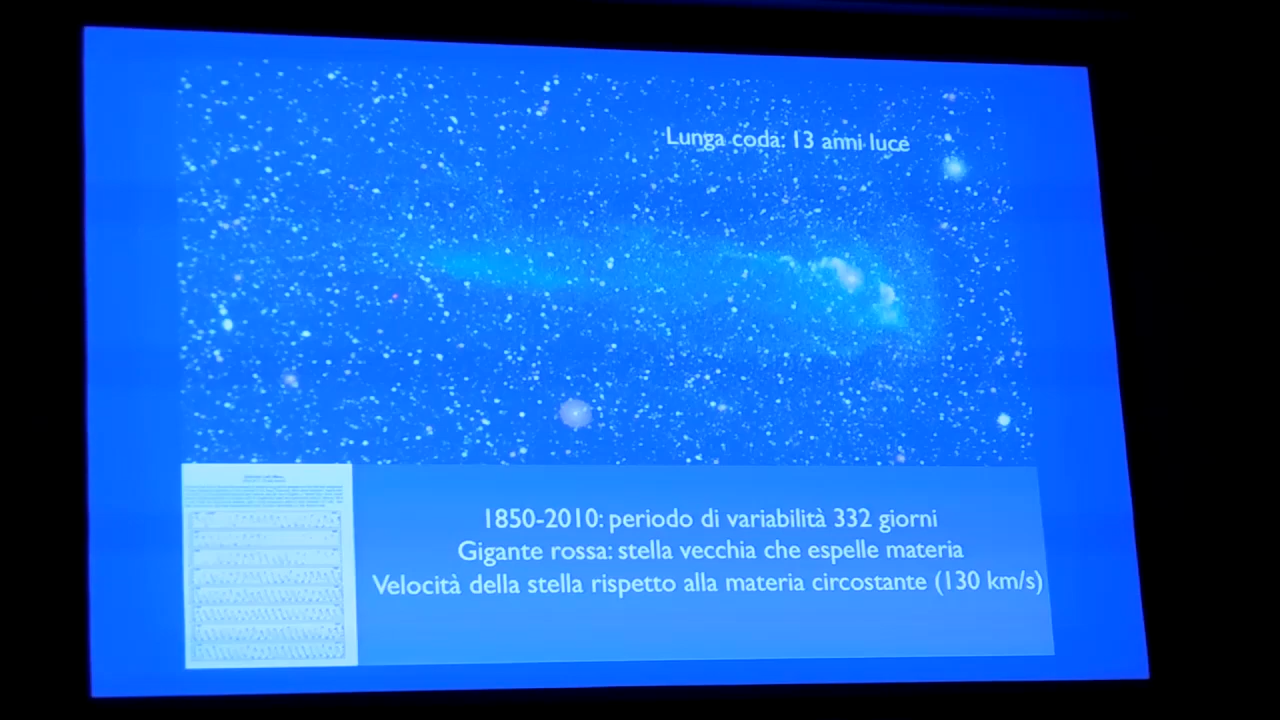 Lunga coda: 13 anni luce
1850-2010: periodo di variabilità 332 giorni
Gigante rossa: stella vecchia che espelle materia
Velocità della stella rispetto alla materia circostante (130 km/s)